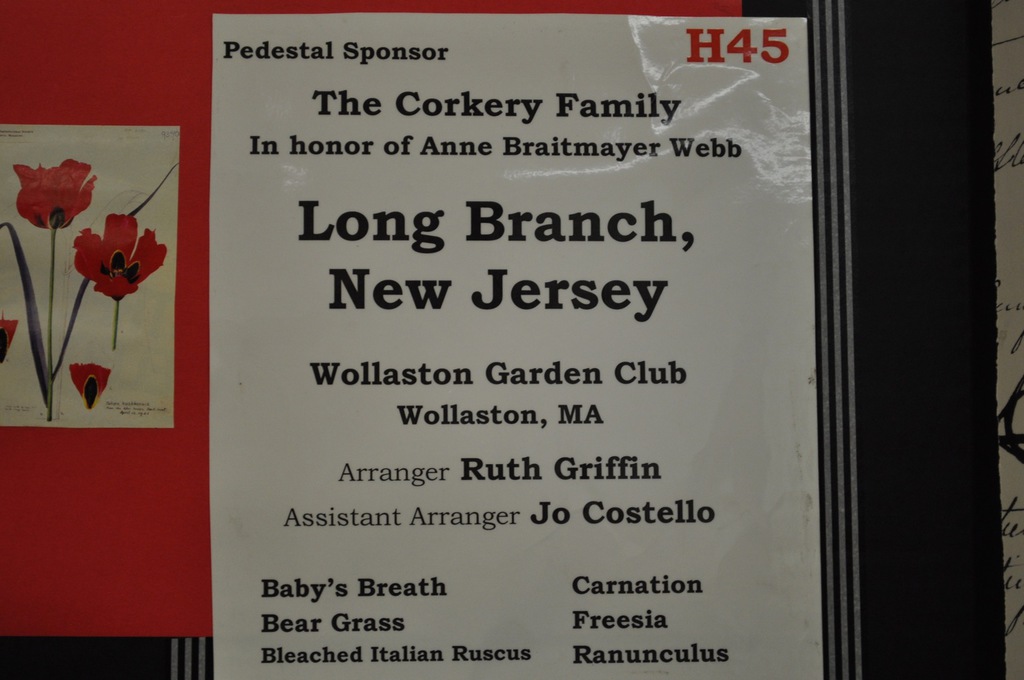 Pedestal Sponsor
H45
The Corkery Family
In honor of Anne Braitmayer Webb
Long Branch,
New Jersey
Wollaston Garden Club
Wollaston, MA
Arranger Ruth Griffin
Assistant Arranger Jo Costello
Baby's Breath
Bear Grass
Bleached Italian Ruscus
Carnation
Freesia
Ranunculus